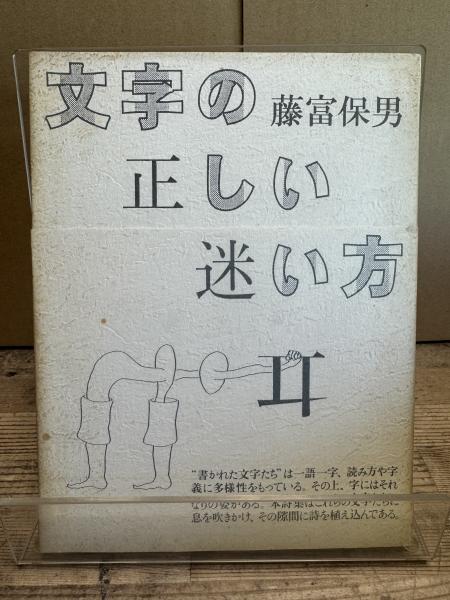 文字の
藤富保男
正しい
迷い方
耳
“書かれた文字たち”は一語一字、読み方や字
義に多様性をもっている。その上、字にはそれ
なりの姿がある。本詩集はこれらの文字たちに
息を吹きかけ、その隙間に詩を植え込んである。